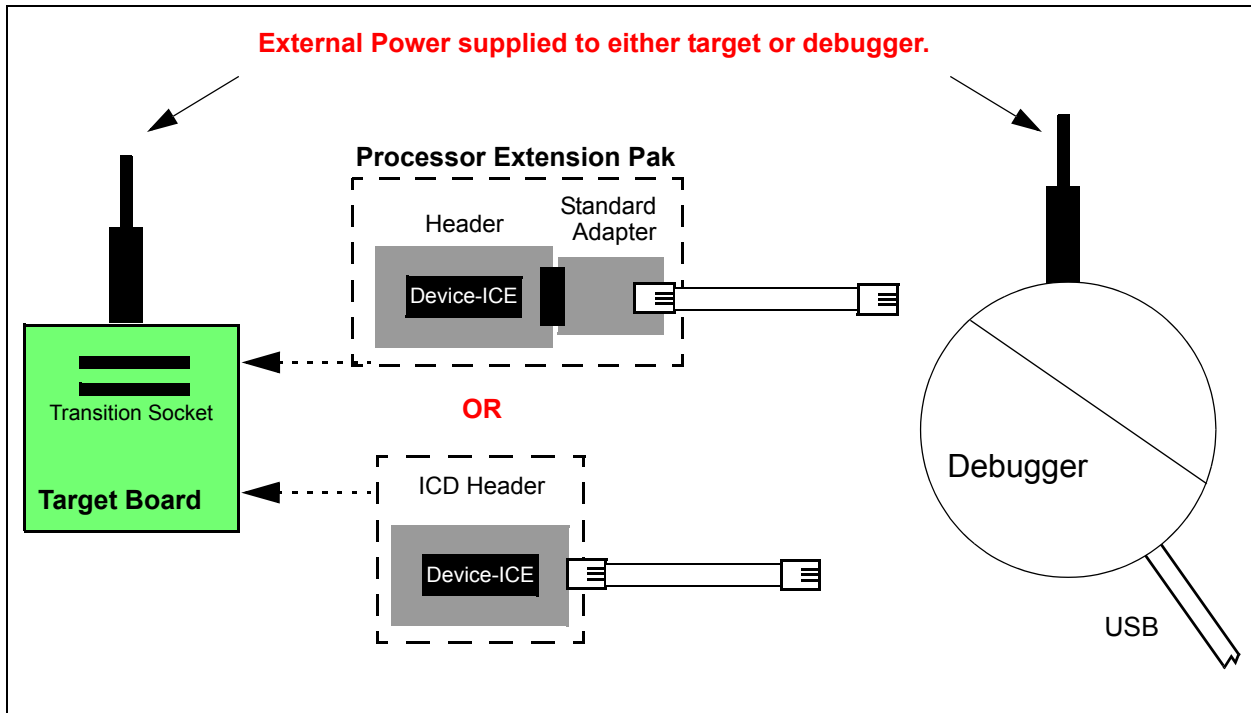 External Power supplied to either target or debugger.
Processor Extension Pak
Header
Standard
Adapter
Device-ICE
Transition Socket
Target Board
OR
ICD Header
Device-ICE
Debugger
USB